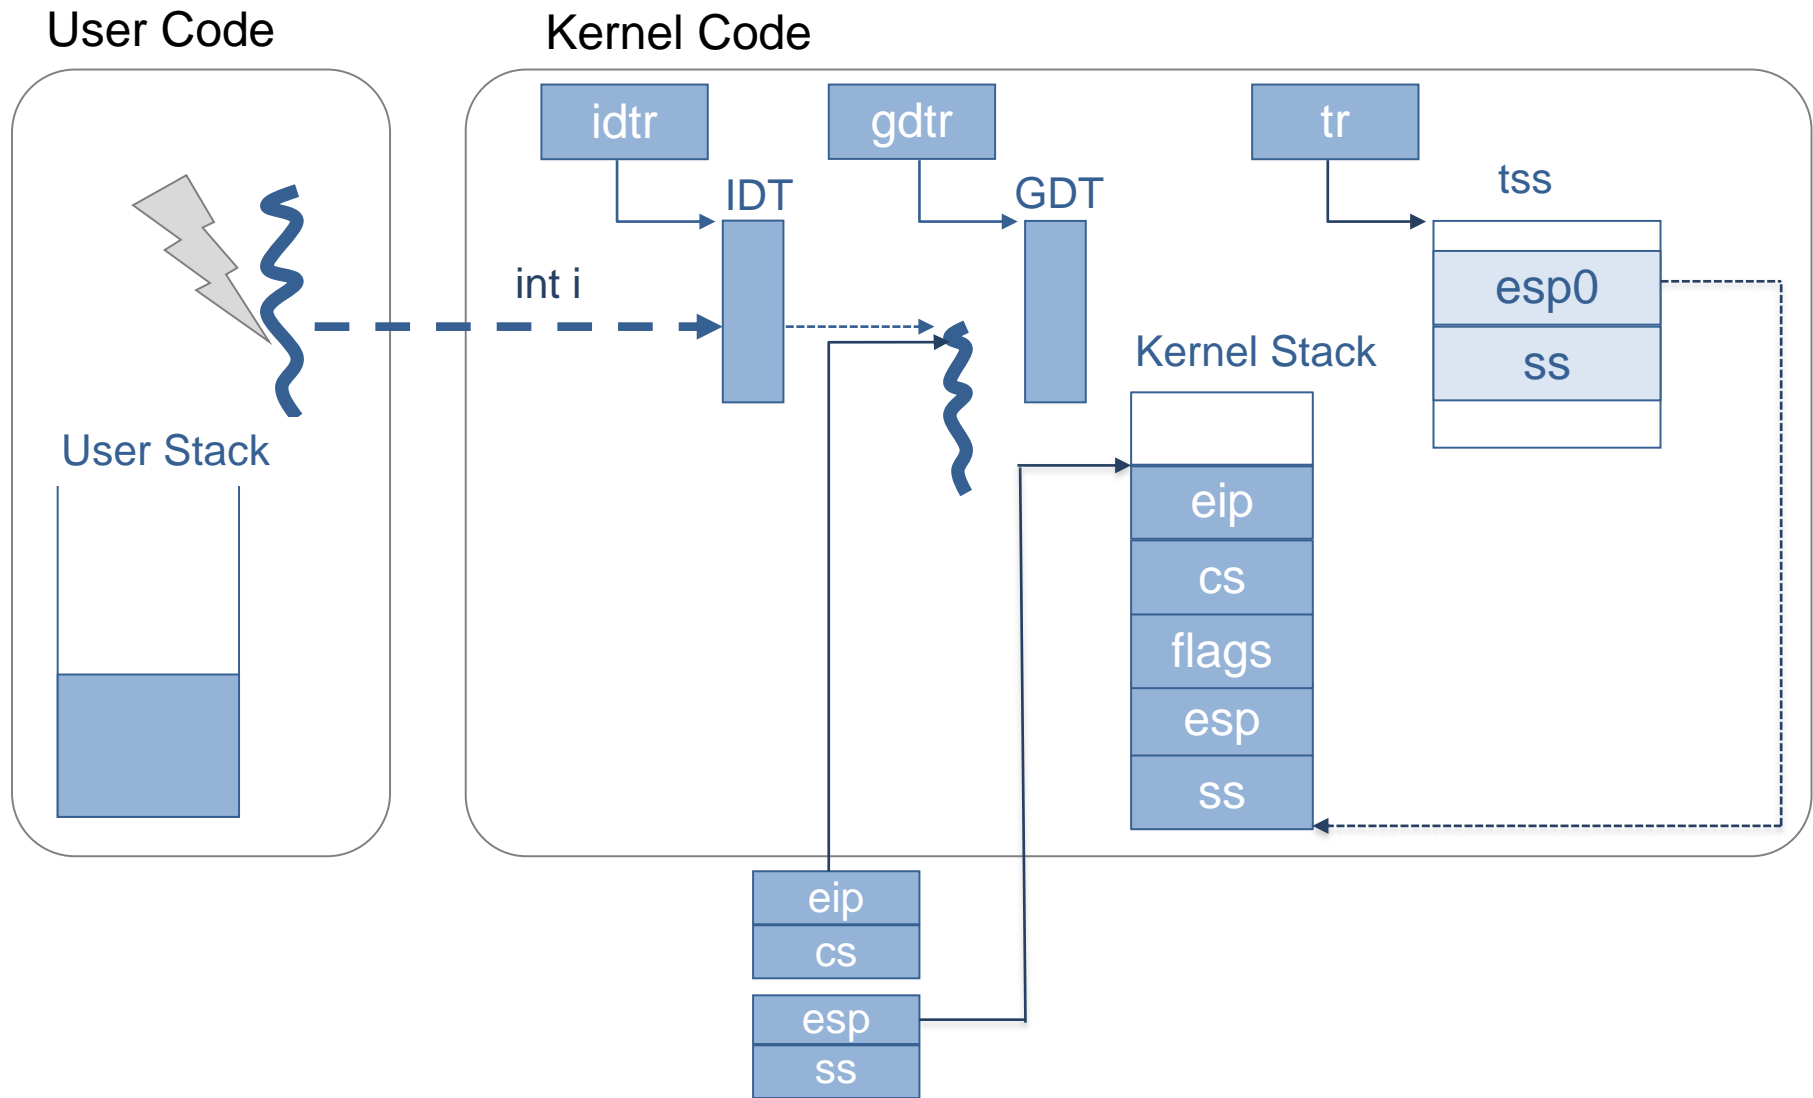 User Code
Kernel Code
idtr
gdtr
tr
IDT
GDT
tss
int i
esp0
ss
Kernel Stack
User Stack
eip
cs
flags
esp
ss
eip
cs
esp
ss